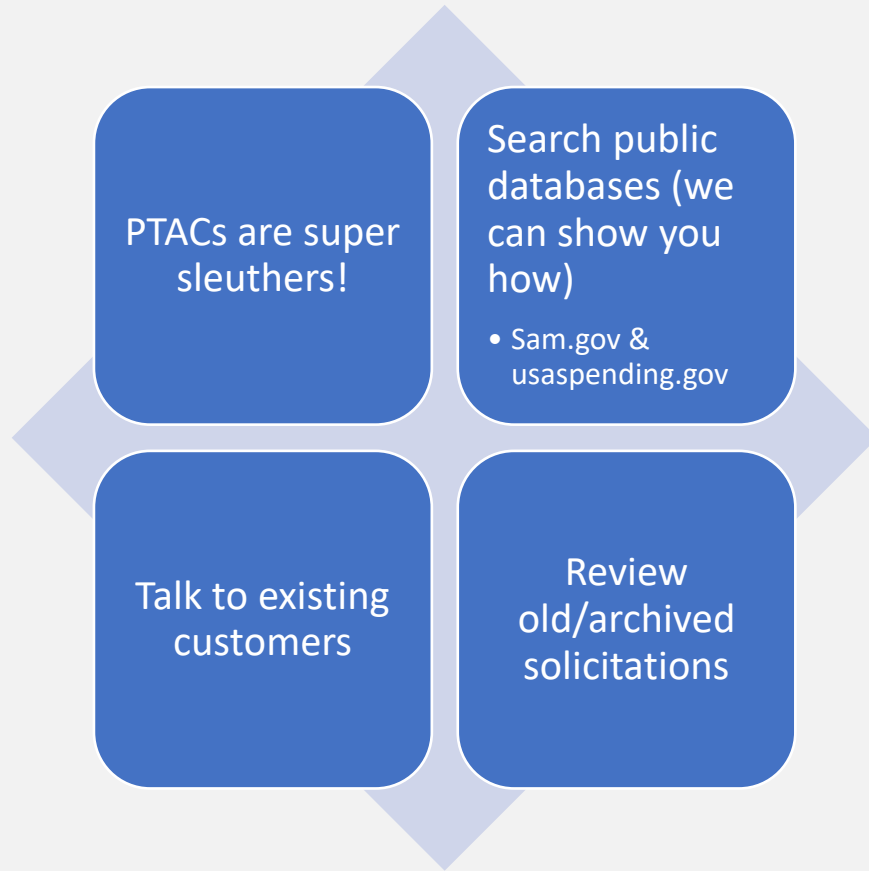 PTACs are super
sleuthers!
Search public
databases (we
can show you
how)
• Sam.gov &
usaspending.gov
Talk to existing
customers
Review
old/archived
solicitations